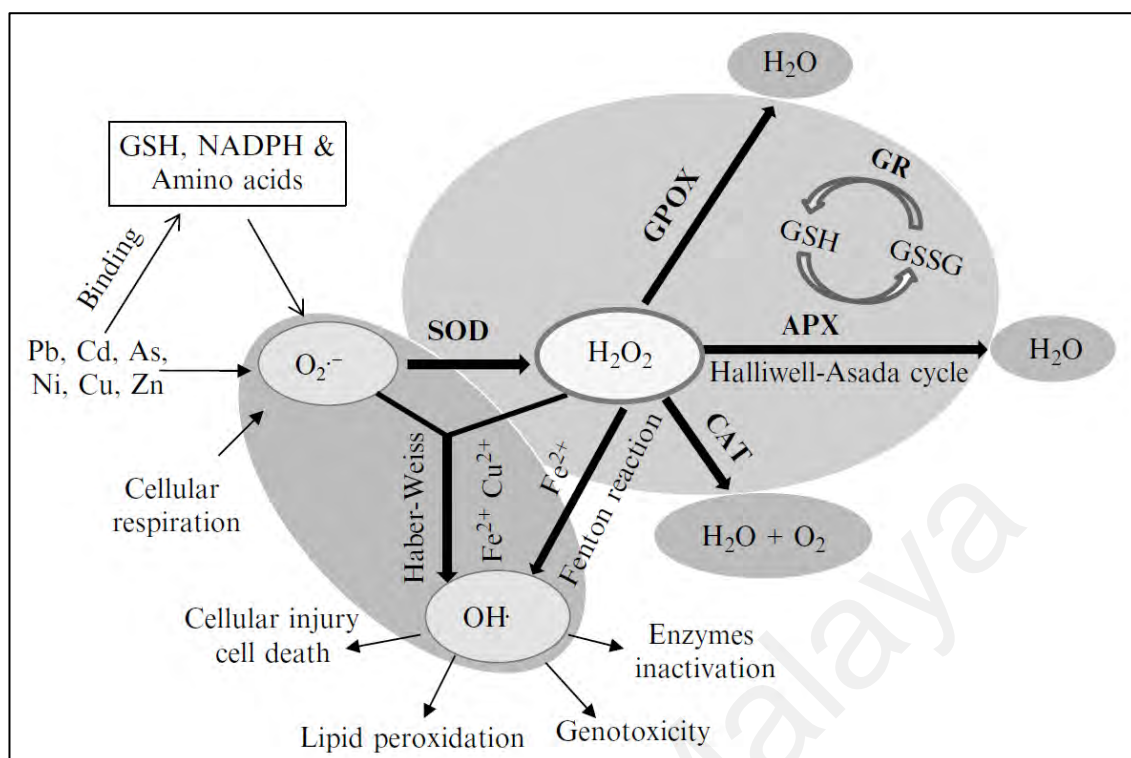 H₂O
GSH, NADPH &
Amino acids
GR
GPOX
GSH
GSSG
Binding
Pb, Cd, As,
Ni, Cu, Zn
O₂·−
SOD
H₂O₂
APX
Halliwell-Asada cycle
H₂O
CAT
Cellular
respiration
Haber-Weiss
Fe²⁺ Cu²⁺
Fe²⁺
Fenton reaction
H₂O + O₂
OH·
Cellular injury
cell death
Enzymes
inactivation
Lipid peroxidation
Genotoxicity
Malaya